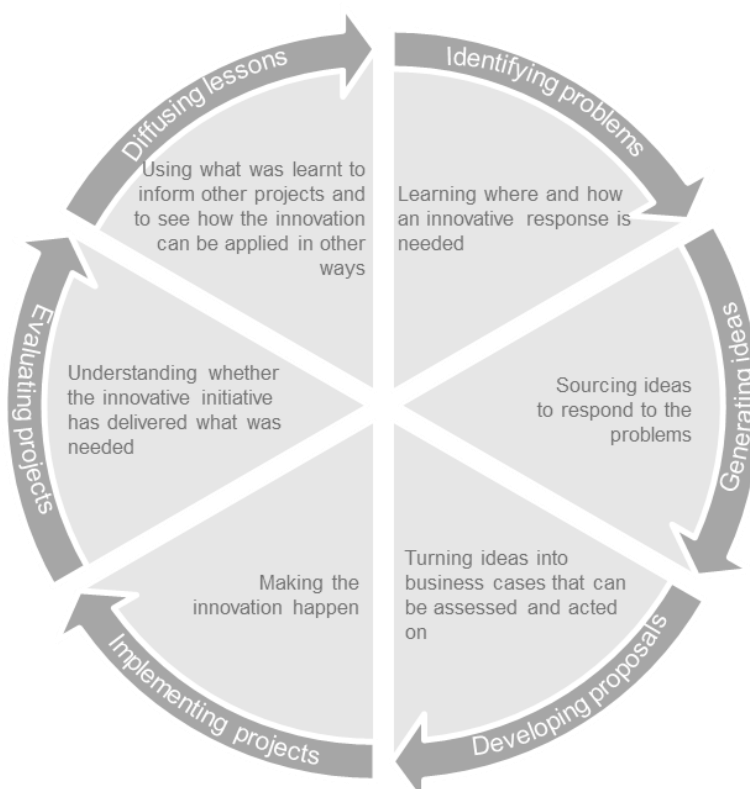 Identifying problems
Learning where and how
an innovative response is
needed
Generating ideas
Sourcing ideas
to respond to the
problems
Developing proposals
Turning ideas into
business cases that can
be assessed and acted
on
Implementing projects
Making the
innovation happen
Evaluating projects
Understanding whether
the innovative initiative
has delivered what was
needed
Diffusing lessons
Using what was learnt to
inform other projects and
to see how the innovation
can be applied in other
ways